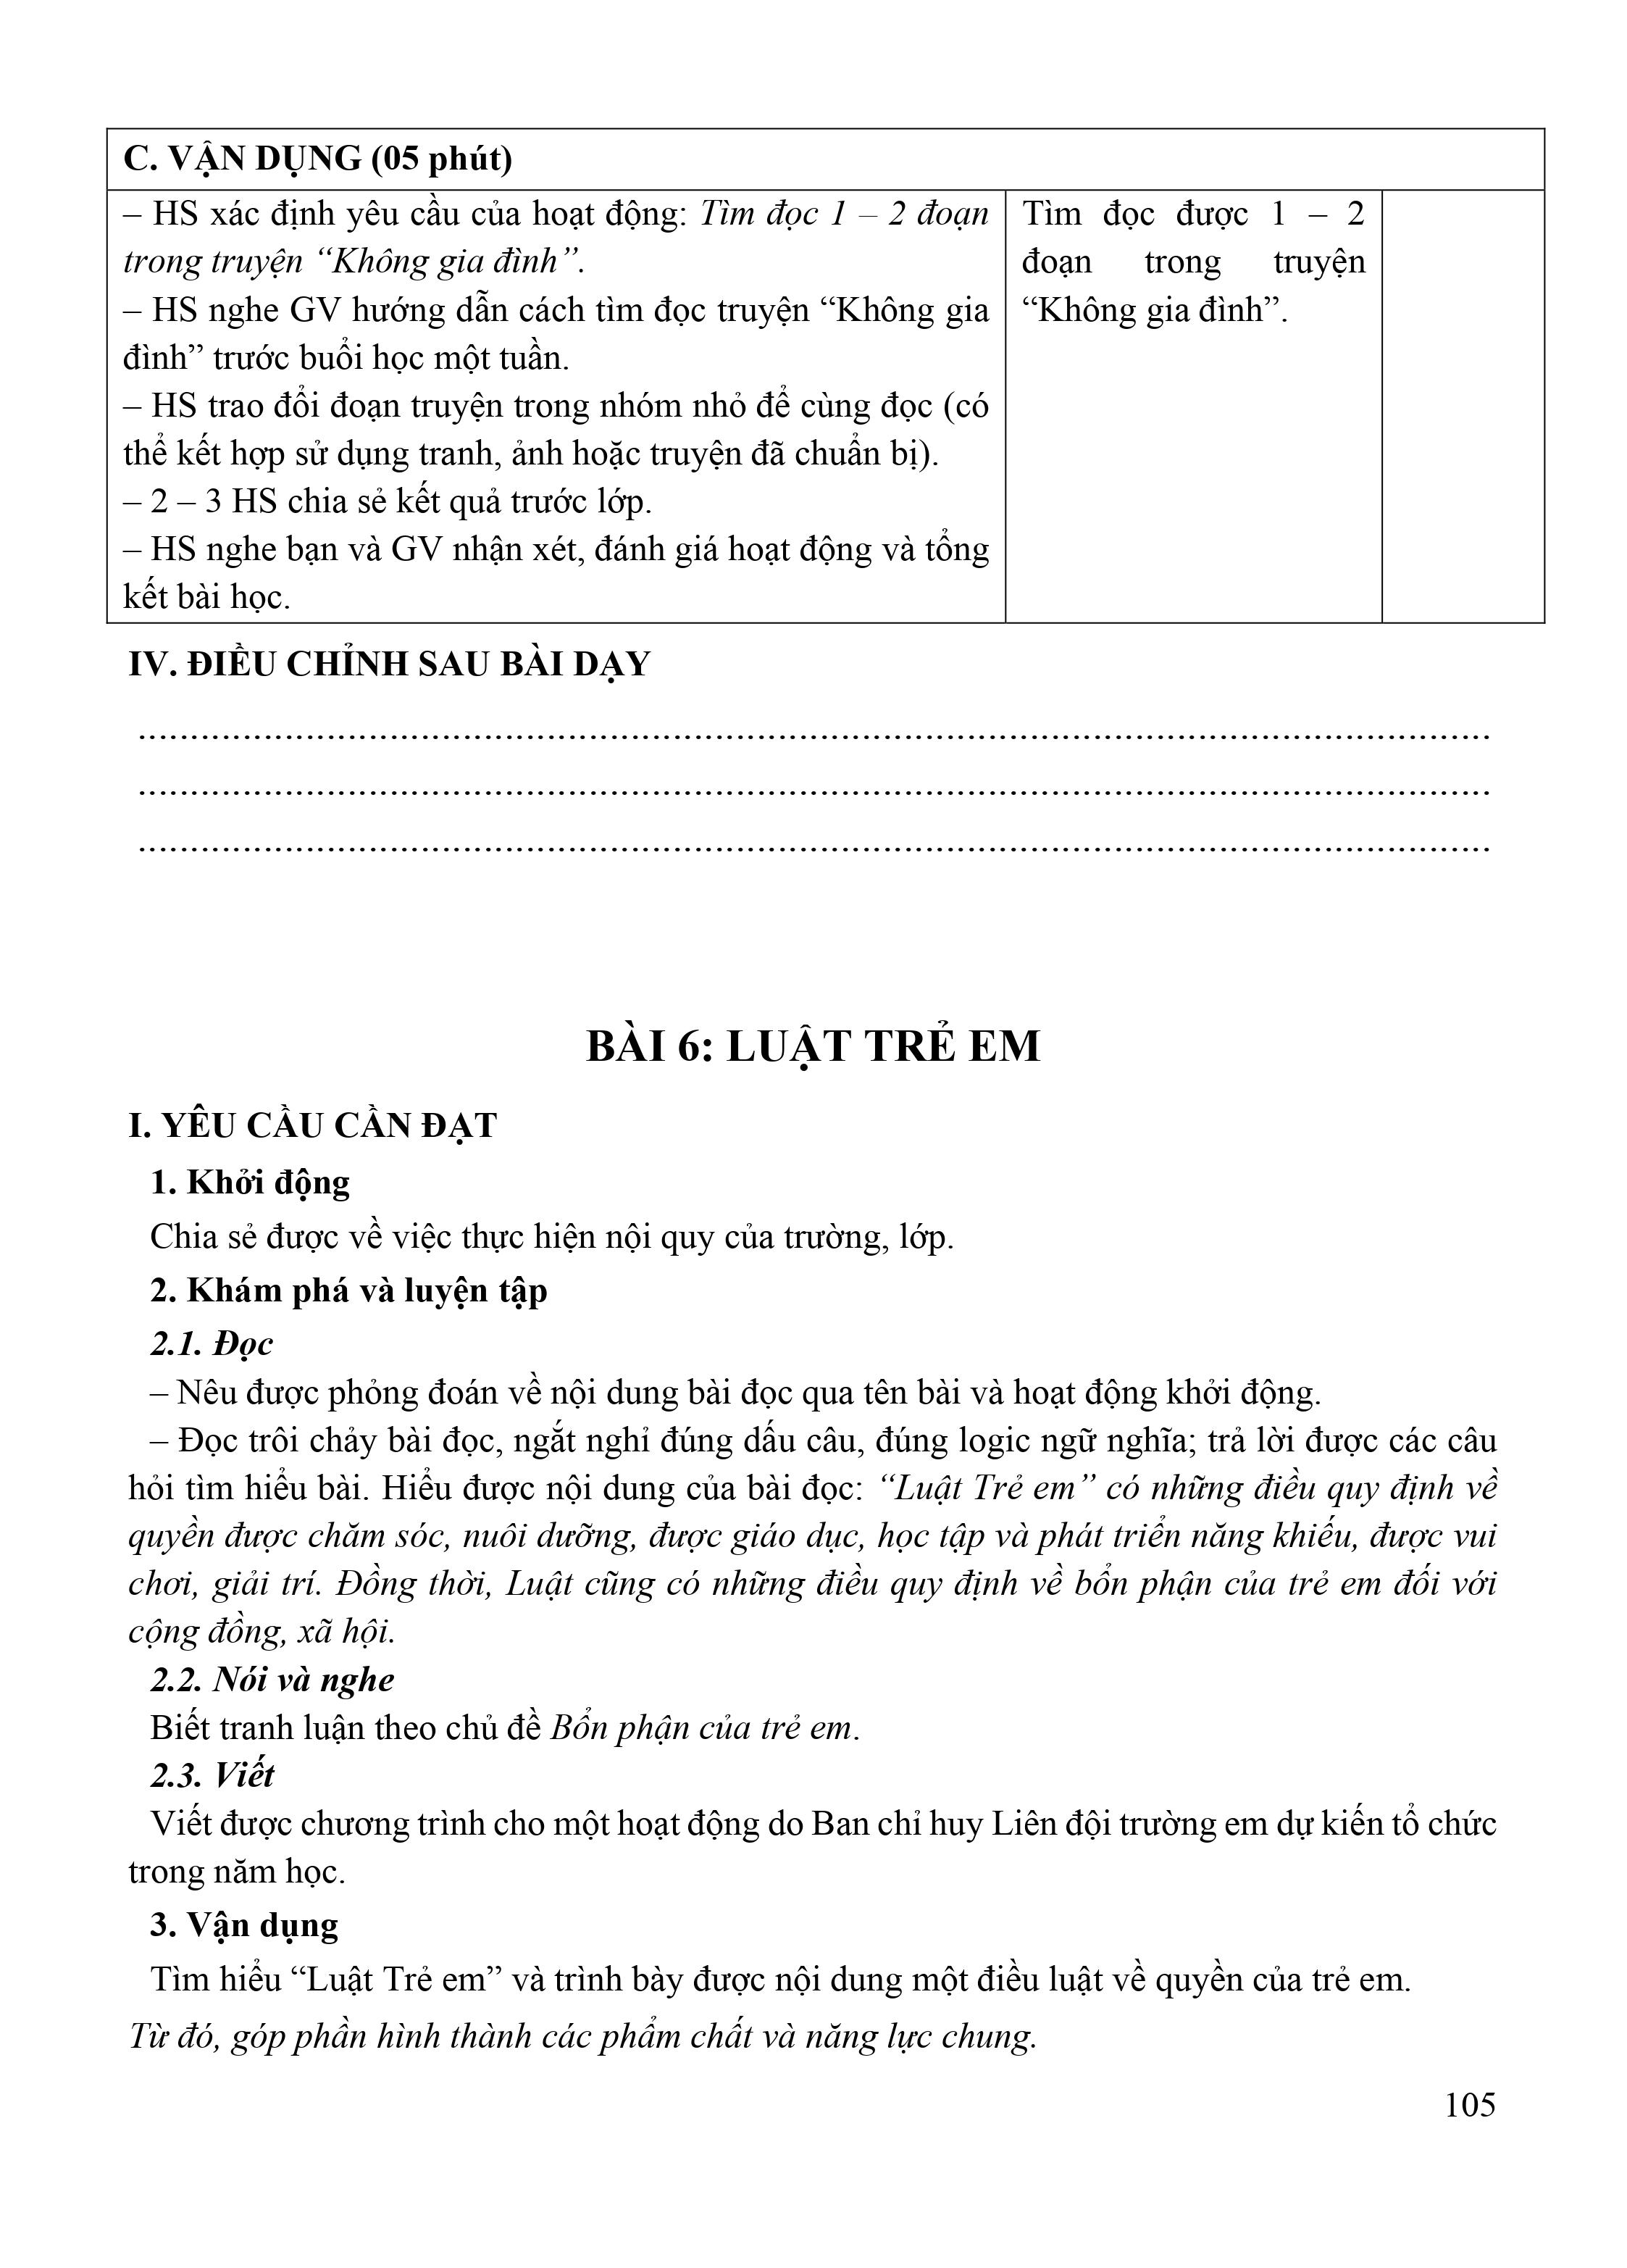 C. VẬN DỤNG (05 phút)
– HS xác định yêu cầu của hoạt động: Tìm đọc 1 – 2 đoạn
trong truyện “Không gia đình”.
– HS nghe GV hướng dẫn cách tìm đọc truyện “Không gia
đình” trước buổi học một tuần.
– HS trao đổi đoạn truyện trong nhóm nhỏ để cùng đọc (có
thể kết hợp sử dụng tranh, ảnh hoặc truyện đã chuẩn bị).
– 2 – 3 HS chia sẻ kết quả trước lớp.
– HS nghe bạn và GV nhận xét, đánh giá hoạt động và tổng
kết bài học.
Tìm đọc được 1 – 2
đoạn trong truyện
“Không gia đình”.
IV. ĐIỀU CHỈNH SAU BÀI DẠY
................................................................................................................................
................................................................................................................................
................................................................................................................................
BÀI 6: LUẬT TRẺ EM
I. YÊU CẦU CẦN ĐẠT
1. Khởi động
Chia sẻ được về việc thực hiện nội quy của trường, lớp.
2. Khám phá và luyện tập
2.1. Đọc
– Nêu được phỏng đoán về nội dung bài đọc qua tên bài và hoạt động khởi động.
– Đọc trôi chảy bài đọc, ngắt nghỉ đúng dấu câu, đúng logic ngữ nghĩa; trả lời được các câu
hỏi tìm hiểu bài. Hiểu được nội dung của bài đọc: “Luật Trẻ em” có những điều quy định về
quyền được chăm sóc, nuôi dưỡng, được giáo dục, học tập và phát triển năng khiếu, được vui
chơi, giải trí. Đồng thời, Luật cũng có những điều quy định về bổn phận của trẻ em đối với
cộng đồng, xã hội.
2.2. Nói và nghe
Biết tranh luận theo chủ đề Bổn phận của trẻ em.
2.3. Viết
Viết được chương trình cho một hoạt động do Ban chỉ huy Liên đội trường em dự kiến tổ chức
trong năm học.
3. Vận dụng
Tìm hiểu “Luật Trẻ em” và trình bày được nội dung một điều luật về quyền của trẻ em.
Từ đó, góp phần hình thành các phẩm chất và năng lực chung.
105